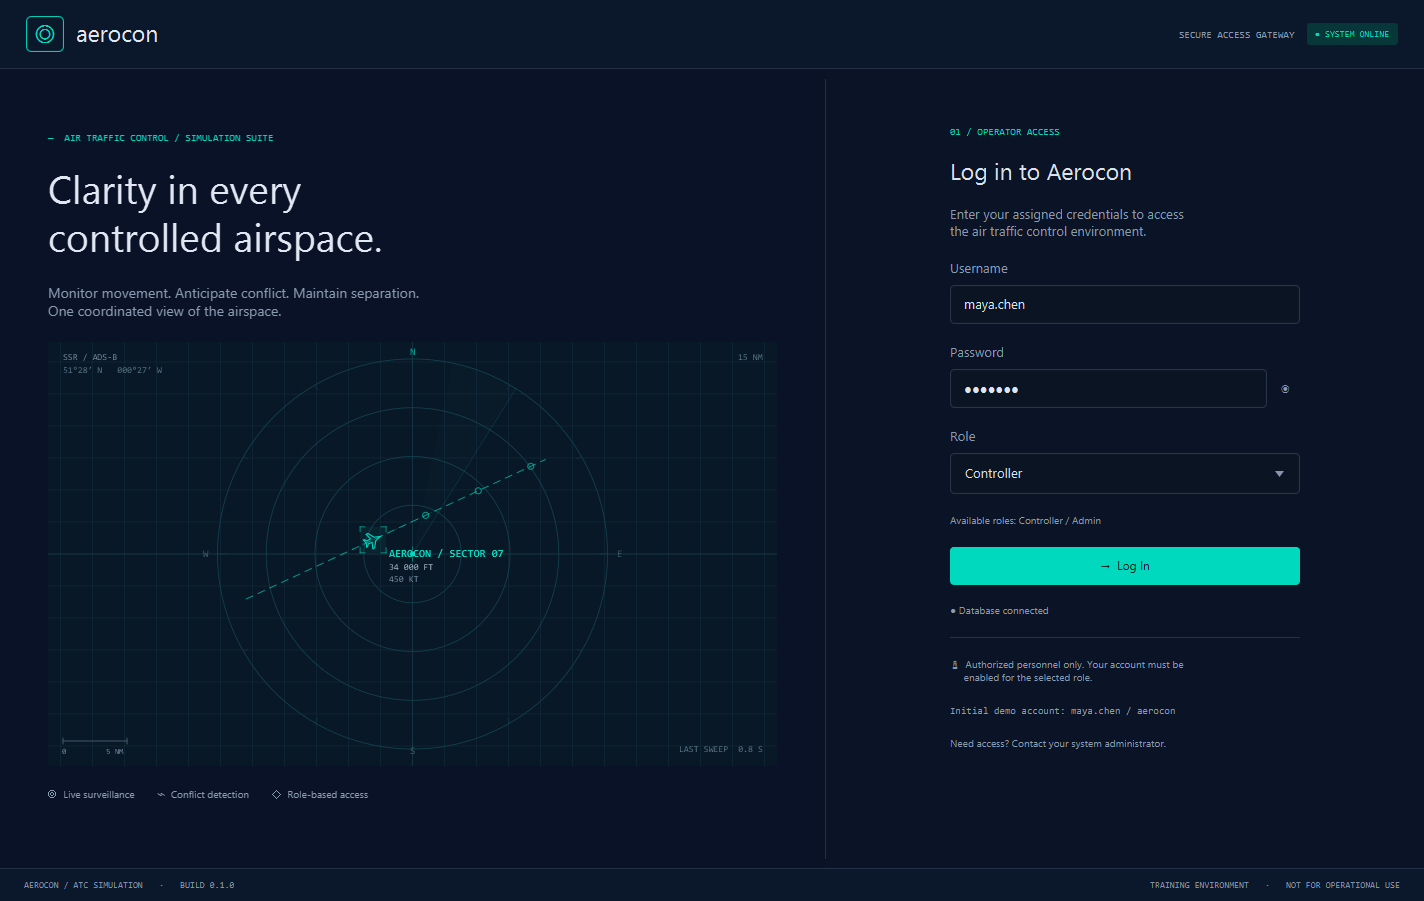 aerocon
SECURE ACCESS GATEWAY
● SYSTEM ONLINE
— AIR TRAFFIC CONTROL / SIMULATION SUITE
Clarity in every
controlled airspace.
Monitor movement. Anticipate conflict. Maintain separation.
One coordinated view of the airspace.
SSR / ADS-B
51°28′ N 000°27′ W
15 NM
N
W
E
S
AEROCON / SECTOR 07
34 000 FT
450 KT
0 5 NM
LAST SWEEP 0.8 S
Live surveillance
Conflict detection
Role-based access
01 / OPERATOR ACCESS
Log in to Aerocon
Enter your assigned credentials to access
the air traffic control environment.
Username
maya.chen
Password
●●●●●●●
Role
Controller
Available roles: Controller / Admin
→ Log In
● Database connected
Authorized personnel only. Your account must be
enabled for the selected role.
Initial demo account: maya.chen / aerocon
Need access? Contact your system administrator.
AEROCON / ATC SIMULATION · BUILD 0.1.0
TRAINING ENVIRONMENT · NOT FOR OPERATIONAL USE